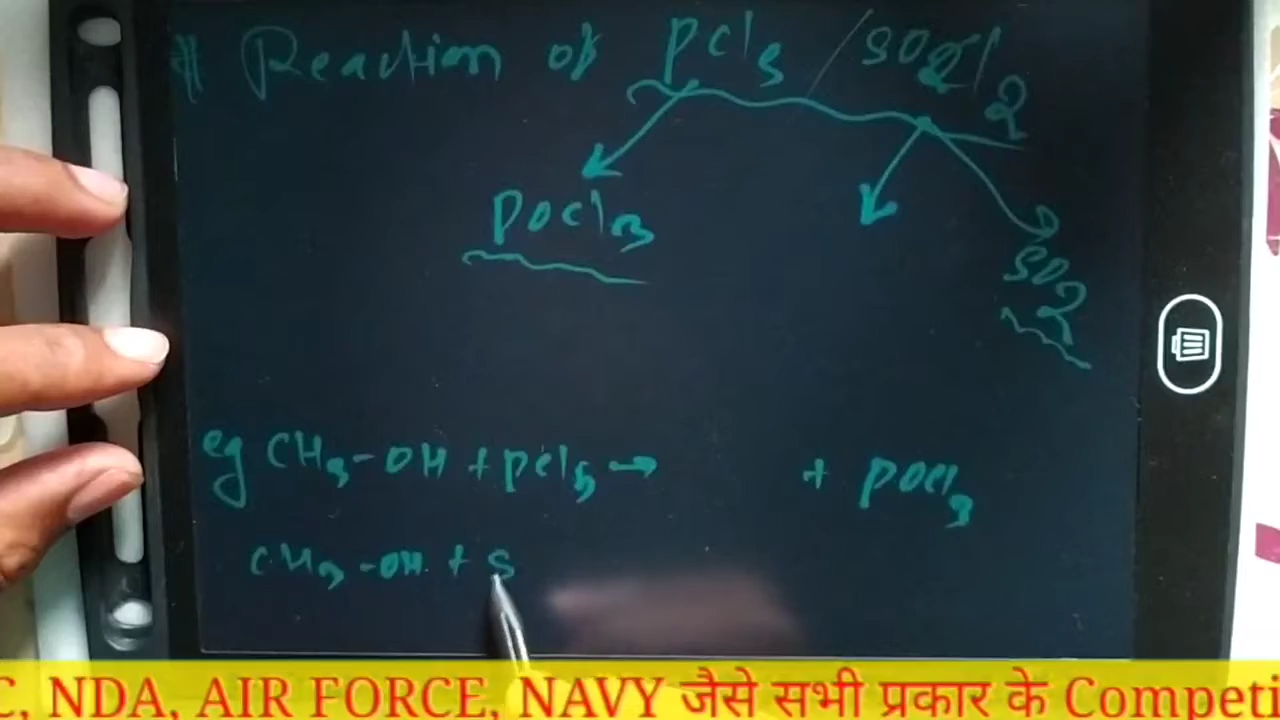 # Reaction of PCl5 / SOCl2
POCl3
SO2
eg CH3-OH + PCl5 → + POCl3
CH3-OH + S
C, NDA, AIR FORCE, NAVY जैसे सभी प्रकार के Competi